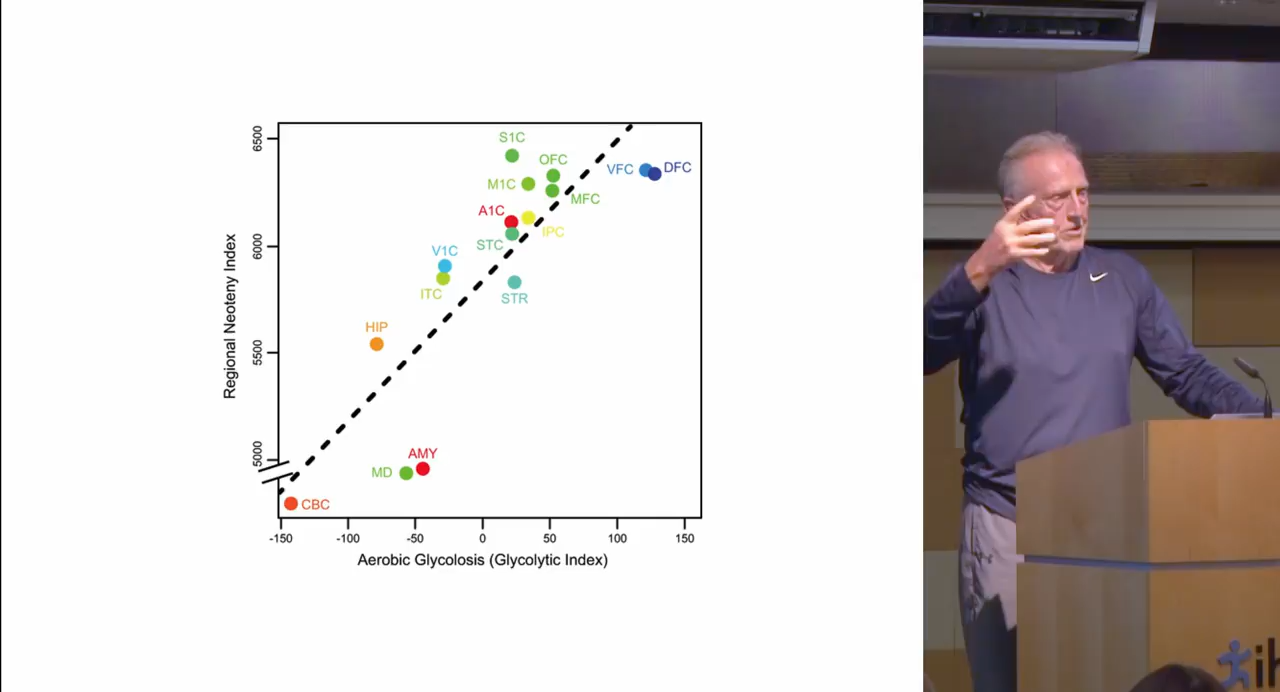 6500
6000
5500
5000
Regional Neoteny Index
S1C
OFC
VFC
DFC
M1C
MFC
A1C
IPC
STC
V1C
ITC
STR
HIP
AMY
MD
CBC
-150 -100 -50 0 50 100 150
Aerobic Glycolosis (Glycolytic Index)
ih